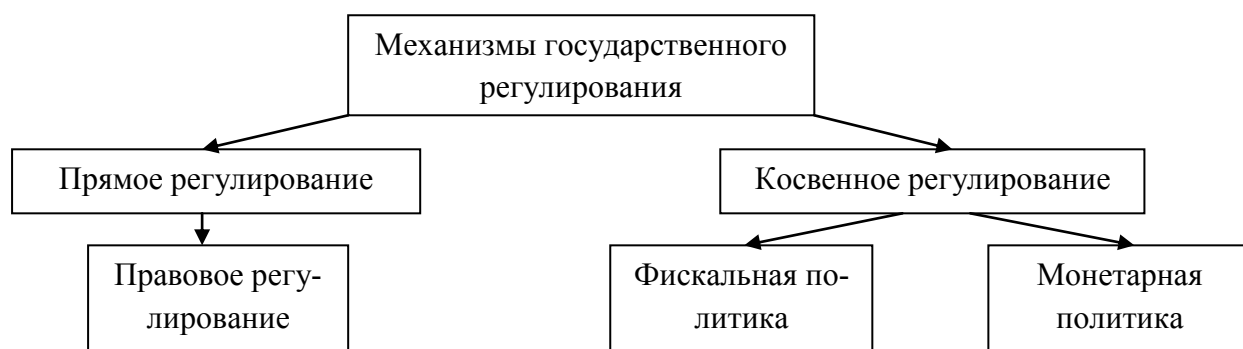 Механизмы государственного
регулирования
Прямое регулирование
Косвенное регулирование
Правовое регу-
лирование
Фискальная по-
литика
Монетарная
политика